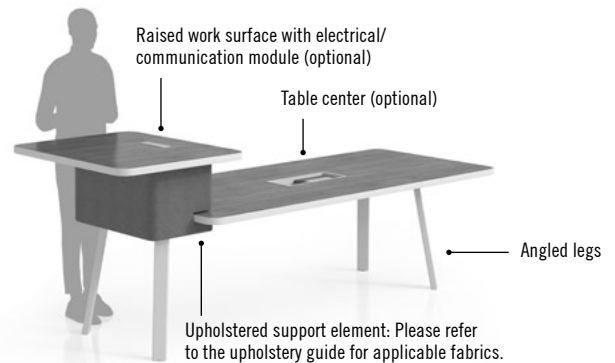 Raised work surface with electrical/
communication module (optional)
Table center (optional)
Angled legs
Upholstered support element: Please refer
to the upholstery guide for applicable fabrics.